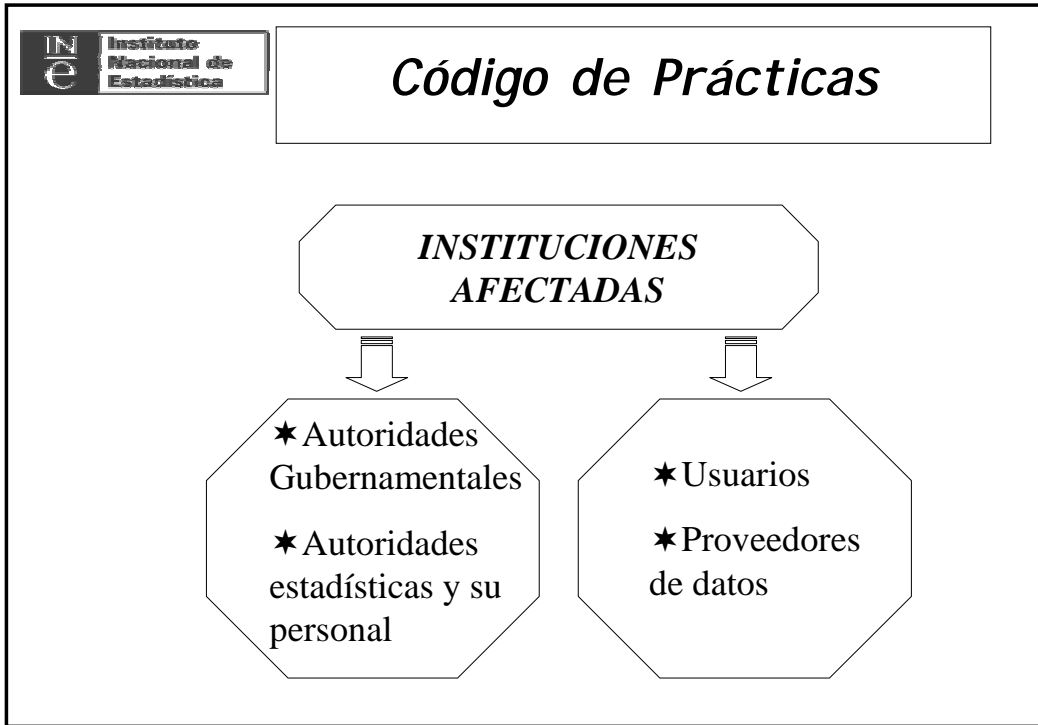 INe
Instituto
Nacional de
Estadística
Código de Prácticas
INSTITUCIONES
AFECTADAS
✶Autoridades
Gubernamentales
✶Autoridades
estadísticas y su
personal
✶Usuarios
✶Proveedores
de datos